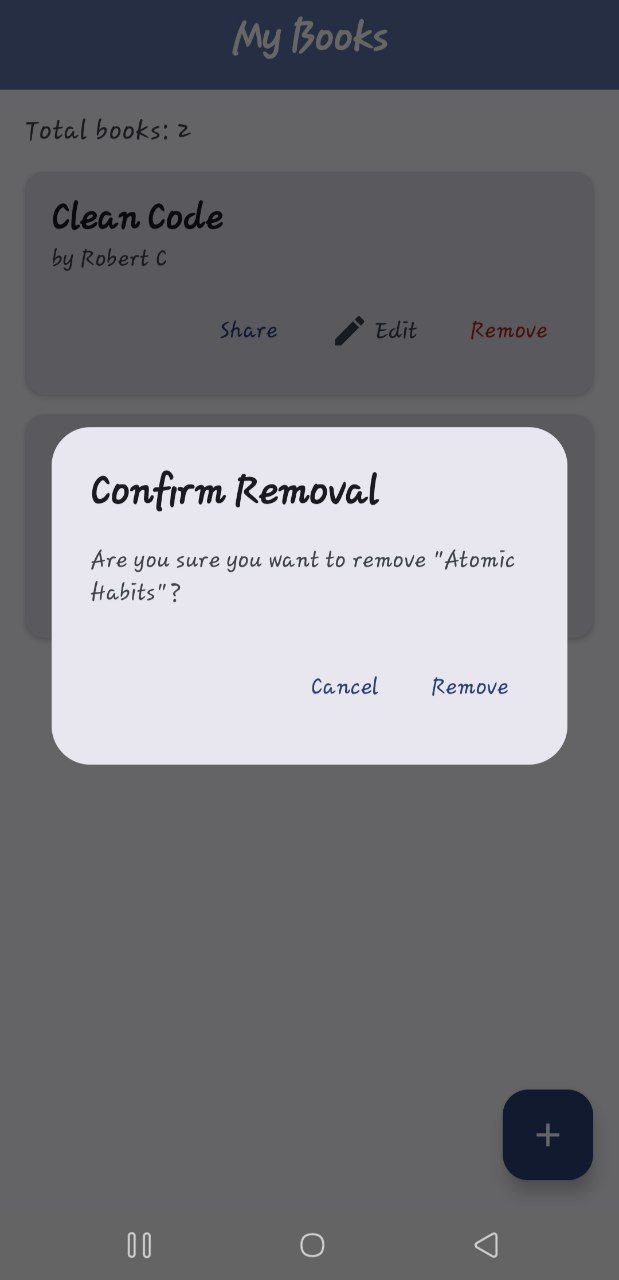 My Books
Total books: 2
Clean Code
by Robert C
Share Edit Remove
Confirm Removal
Are you sure you want to remove "Atomic
Habits"?
Cancel Remove